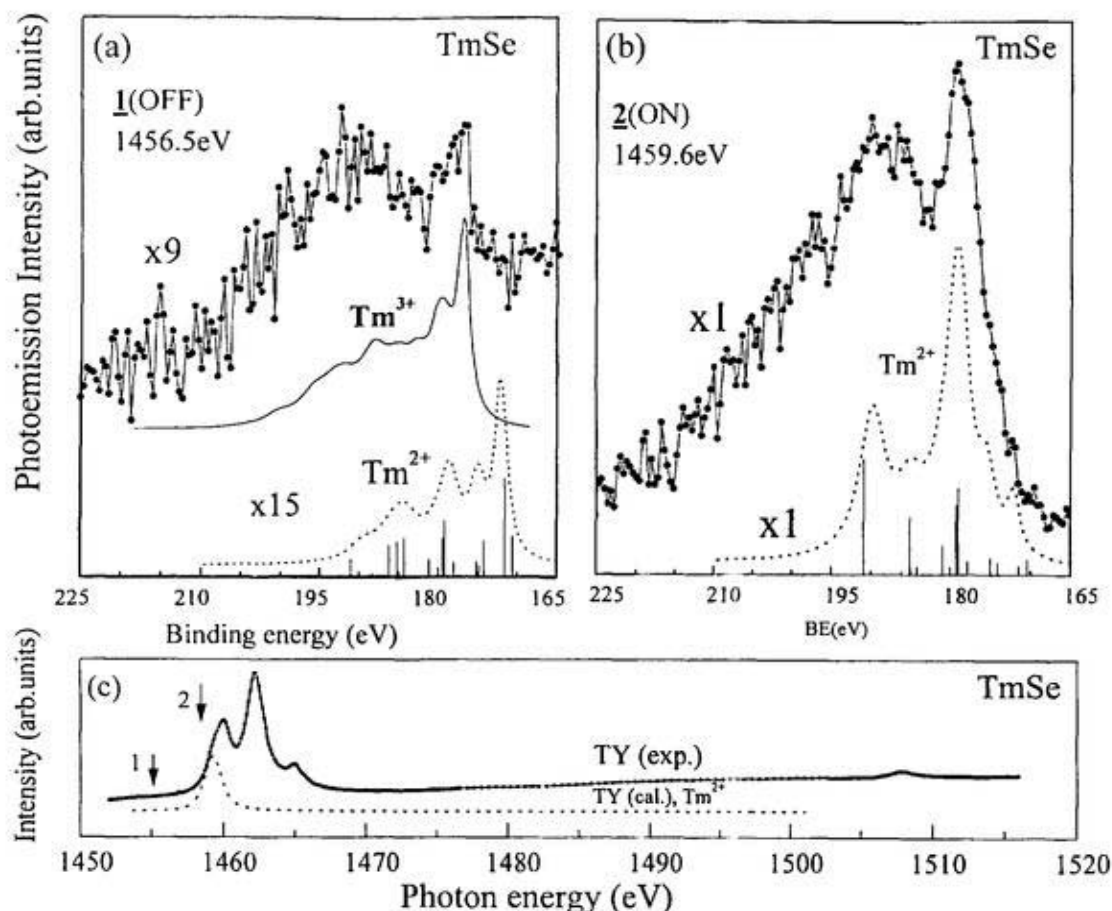 Photoemission Intensity (arb.units)
(a)
TmSe
1(OFF)
1456.5eV
x9
Tm3+
Tm2+
x15
225
210
195
180
165
Binding energy (eV)
(b)
TmSe
2(ON)
1459.6eV
x1
Tm2+
x1
225
210
195
180
165
BE(eV)
Intensity (arb.units)
(c)
TmSe
2
1
TY (exp.)
TY (cal.), Tm2+
1450
1460
1470
1480
1490
1500
1510
1520
Photon energy (eV)